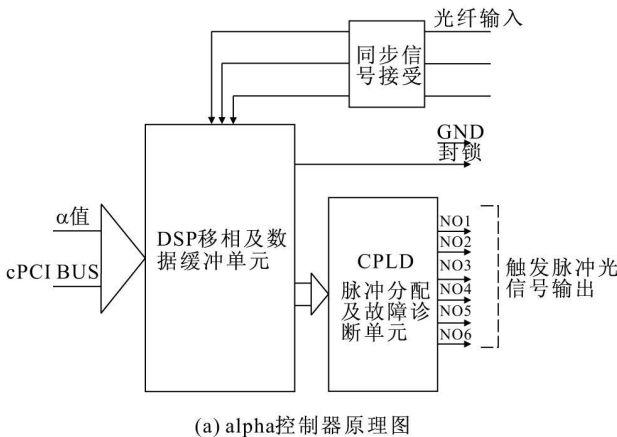 光纤输入
同步信
号接受
GND
封锁
α值
cPCI BUS
DSP移相及数
据缓冲单元
CPLD
脉冲分配
及故障诊
断单元
NO1
NO2
NO3
NO4
NO5
NO6
触发脉冲光
信号输出
(a) alpha控制器原理图